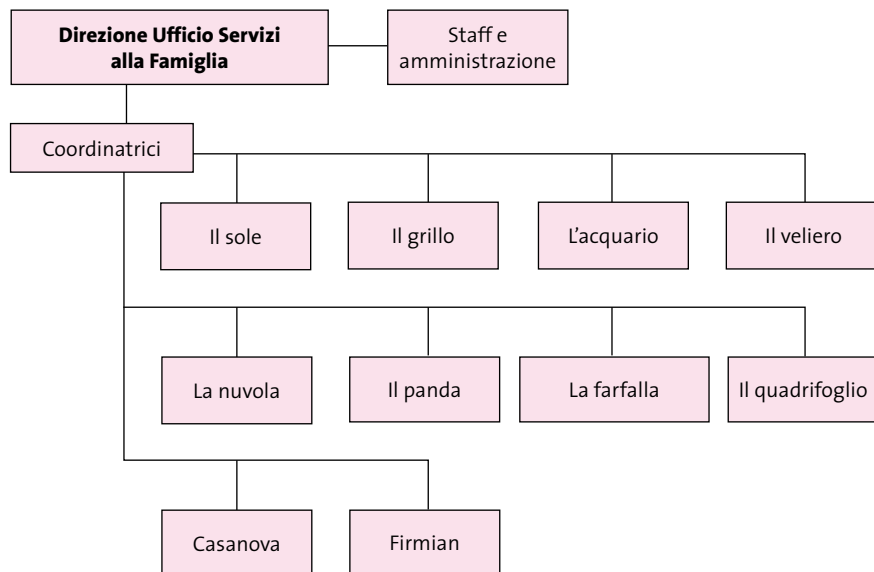 Direzione Ufficio Servizi
alla Famiglia
Staff e
amministrazione
Coordinatrici
Il sole
Il grillo
L’acquario
Il veliero
La nuvola
Il panda
La farfalla
Il quadrifoglio
Casanova
Firmian